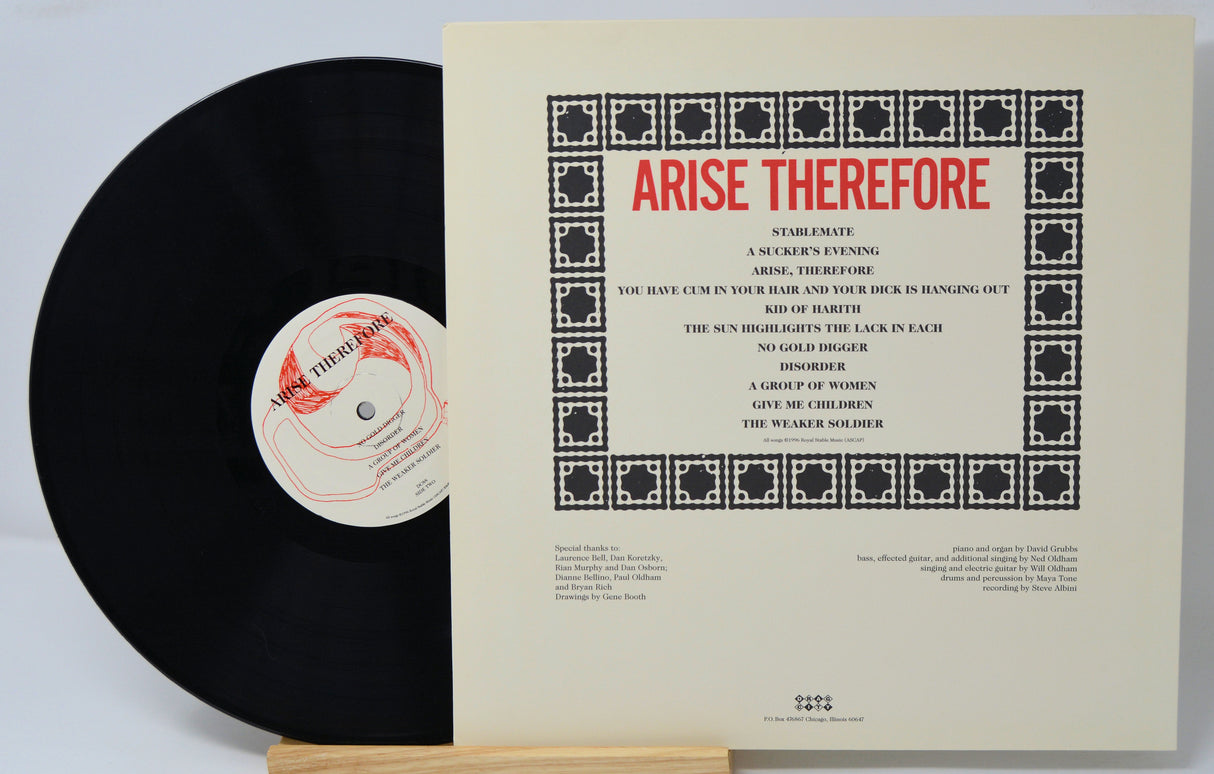 ARISE THEREFORE
NO GOLD DIGGER
DISORDER
A GROUP OF WOMEN
GIVE ME CHILDREN
THE WEAKER SOLDIER
SIDE TWO
ARISE THEREFORE
STABLEMATE
A SUCKER'S EVENING
ARISE, THEREFORE
YOU HAVE CUM IN YOUR HAIR AND YOUR DICK IS HANGING OUT
KID OF HARITH
THE SUN HIGHLIGHTS THE LACK IN EACH
NO GOLD DIGGER
DISORDER
A GROUP OF WOMEN
GIVE ME CHILDREN
THE WEAKER SOLDIER
All songs ©1996 Royal Stable Music (ASCAP)
Special thanks to:
Laurence Bell, Dan Koretzky,
Rian Murphy and Dan Osborn;
Dianne Bellino, Paul Oldham
and Bryan Rich
Drawings by Gene Booth
piano and organ by David Grubbs
bass, effected guitar, and additional singing by Ned Oldham
singing and electric guitar by Will Oldham
drums and percussion by Maya Tone
recording by Steve Albini
DRAG
CITY
P.O. Box 476867 Chicago, Illinois 60647